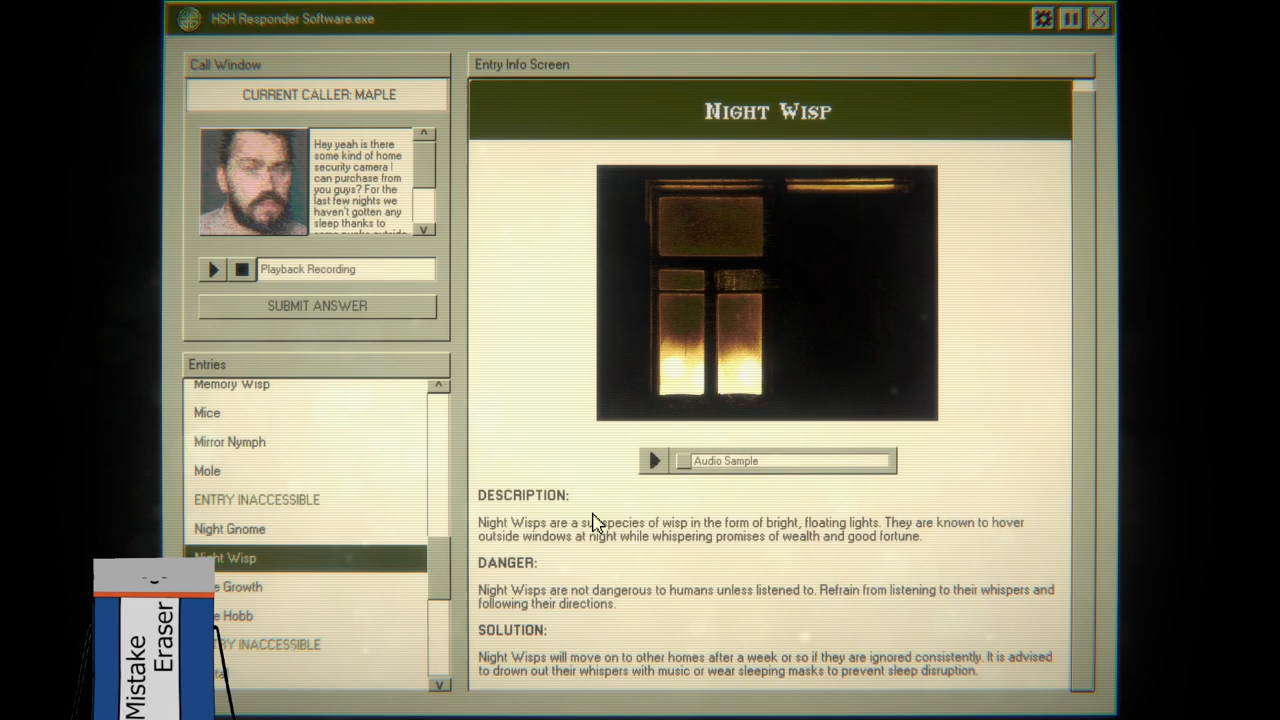 HSH Responder Software.exe
Call Window
CURRENT CALLER: MAPLE
Hey yeah is there
some kind of home
security camera I
can purchase from
you guys? For the
last few nights we
haven't gotten any
sleep thanks to
Playback Recording
SUBMIT ANSWER
Entries
Memory Wisp
Mice
Mirror Nymph
Mole
ENTRY INACCESSIBLE
Night Gnome
Night Wisp
Growth
Hobb
INACCESSIBLE
Mistake
Eraser
Entry Info Screen
Night Wisp
Audio Sample
DESCRIPTION:
Night Wisps are a subspecies of wisp in the form of bright, floating lights. They are known to hover
outside windows at night while whispering promises of wealth and good fortune.
DANGER:
Night Wisps are not dangerous to humans unless listened to. Refrain from listening to their whispers and
following their directions.
SOLUTION:
Night Wisps will move on to other homes after a week or so if they are ignored consistently. It is advised
to drown out their whispers with music or wear sleeping masks to prevent sleep disruption.